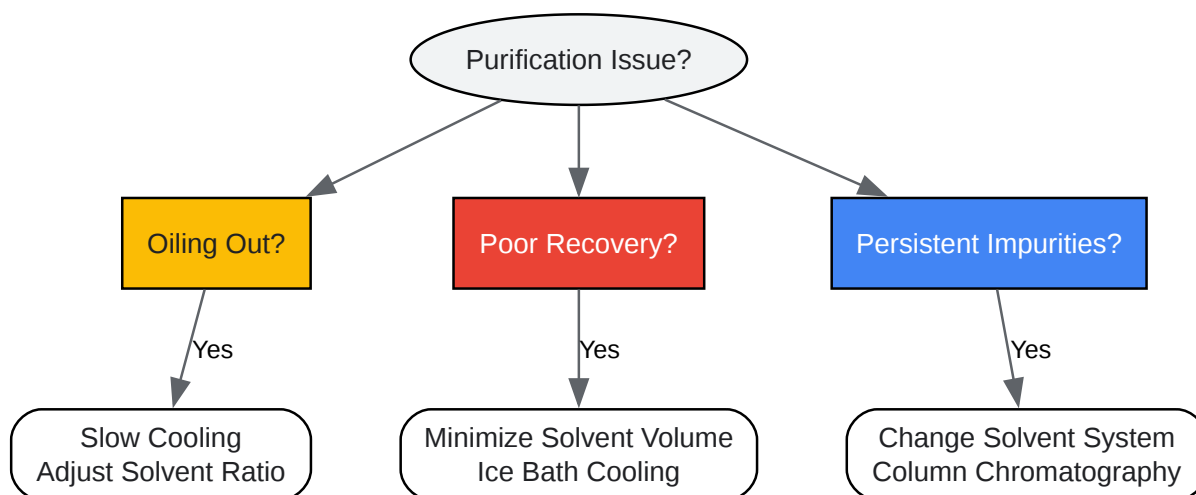 Purification Issue?
Oiling Out?
Poor Recovery?
Persistent Impurities?
Yes
Yes
Yes
Slow Cooling
Adjust Solvent Ratio
Minimize Solvent Volume
Ice Bath Cooling
Change Solvent System
Column Chromatography